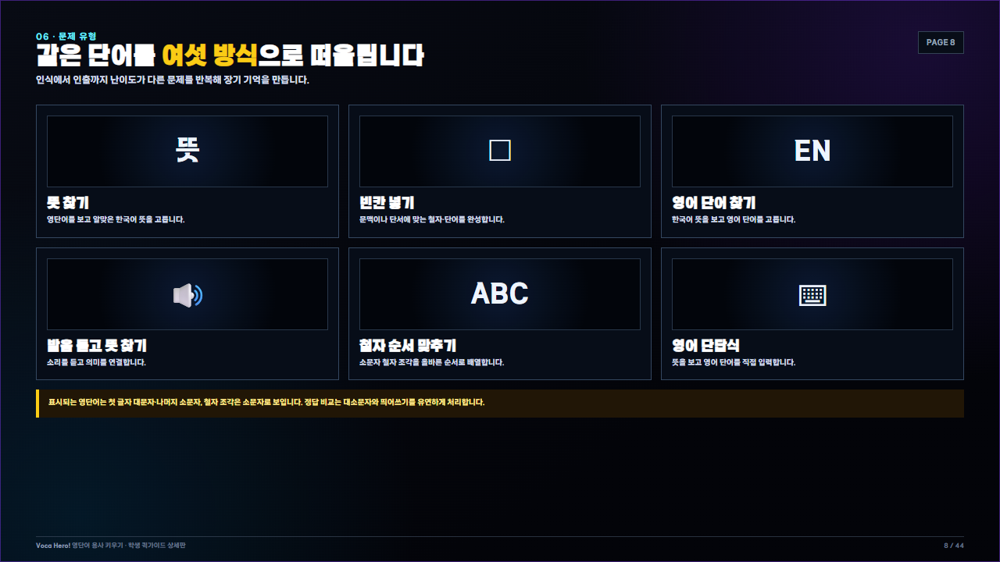 06 · 문제 유형
같은 단어를 여섯 방식으로 떠올립니다
PAGE 8
인식에서 인출까지 난이도가 다른 문제를 반복해 장기 기억을 만듭니다.
뜻
뜻 찾기
영단어를 보고 알맞은 한국어 뜻을 고릅니다.
빈칸 넣기
문맥이나 단서에 맞는 철자·단어를 완성합니다.
EN
영어 단어 찾기
한국어 뜻을 보고 영어 단어를 고릅니다.
발음 듣고 뜻 찾기
소리를 듣고 의미를 연결합니다.
ABC
철자 순서 맞추기
소문자 철자 조각을 올바른 순서로 배열합니다.
영어 단답식
뜻을 보고 영어 단어를 직접 입력합니다.
표시되는 영단어는 첫 글자 대문자·나머지 소문자, 철자 조각은 소문자로 보입니다. 정답 비교는 대소문자와 띄어쓰기를 유연하게 처리합니다.
Voca Hero! 영단어 용사 키우기 · 학생 퀵가이드 상세판
8 / 44